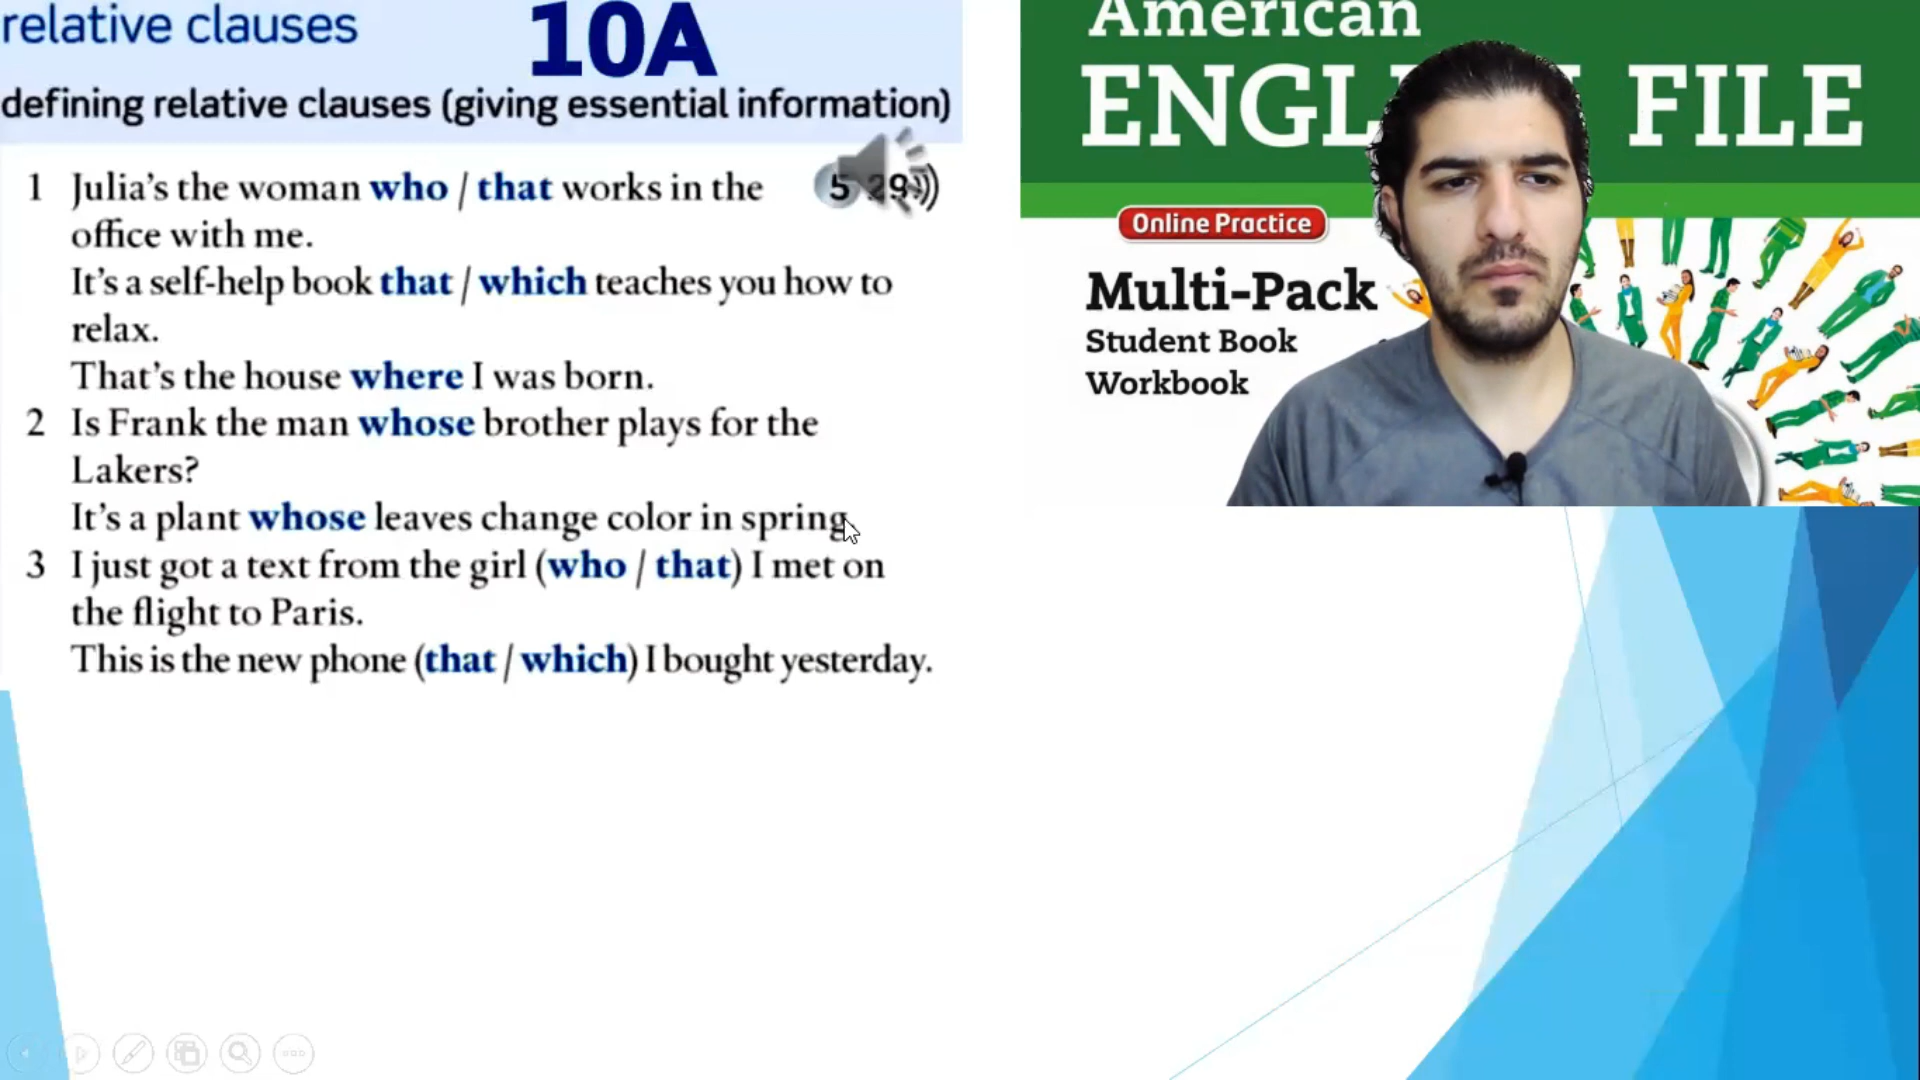 relative clauses
10A
defining relative clauses (giving essential information)
1 Julia's the woman who / that works in the
office with me.
It's a self-help book that / which teaches you how to
relax.
That's the house where I was born.
2 Is Frank the man whose brother plays for the
Lakers?
It's a plant whose leaves change color in spring.
3 I just got a text from the girl (who / that) I met on
the flight to Paris.
This is the new phone (that / which) I bought yesterday.
5 29
American
ENGL FILE
Online Practice
Multi-Pack
Student Book
Workbook